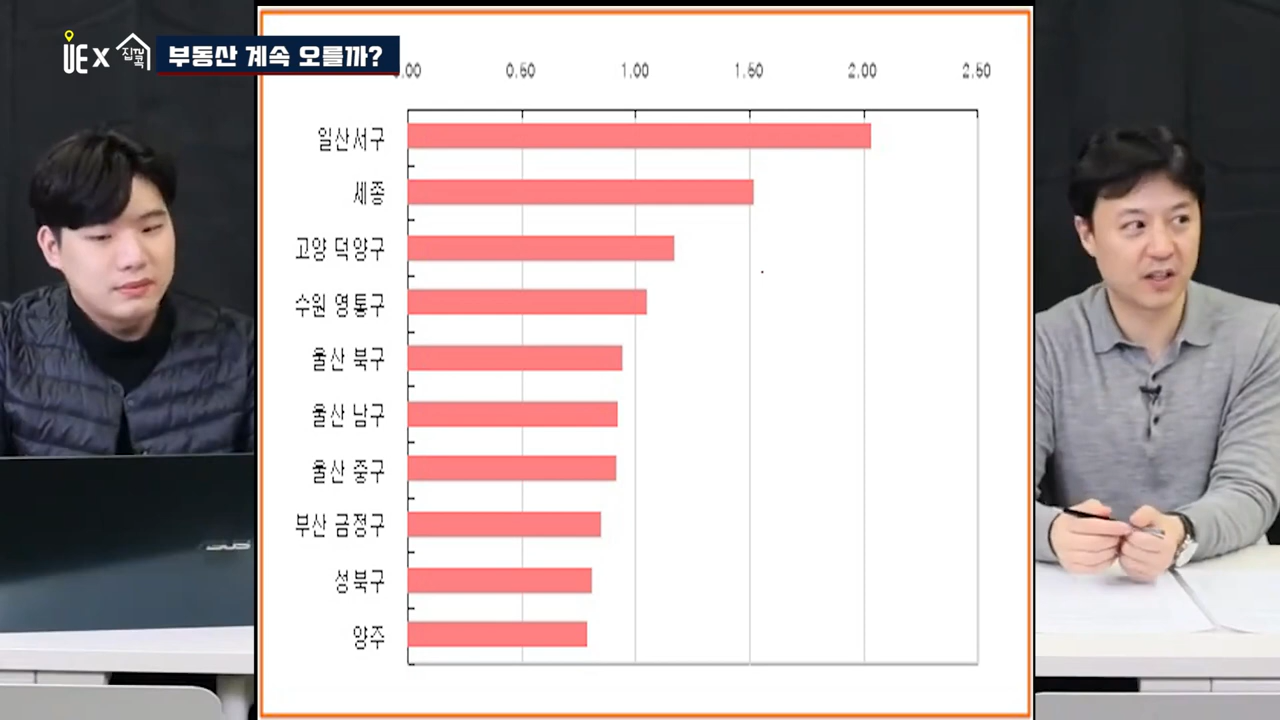 UE X 집꾹
부동산 계속 오를까?
.00 0.50 1.00 1.50 2.00 2.50
일산서구
세종
고양 덕양구
수원 영통구
울산 북구
울산 남구
울산 중구
부산 금정구
성북구
양주
ASUS